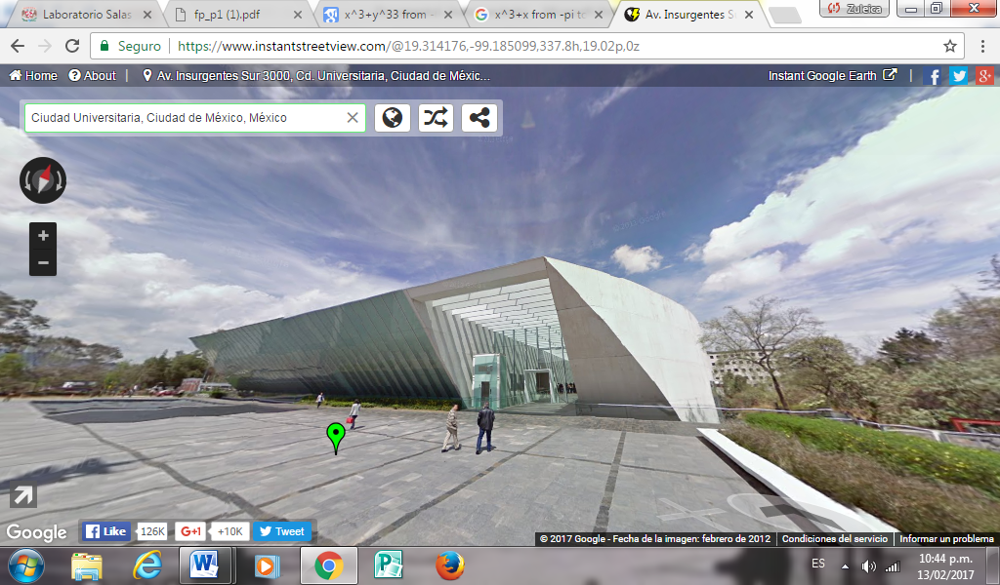 Laboratorio Salas
fp_p1 (1).pdf
x^3+y^33 from -
x^3+x from -pi to
Av. Insurgentes S
Zuleica
Seguro
https://www.instantstreetview.com/@19.314176,-99.185099,337.8h,19.02p,0z
Home
About
Av. Insurgentes Sur 3000, Cd. Universitaria, Ciudad de Méxic...
Instant Google Earth
Ciudad Universitaria, Ciudad de México, México
Google
Like 126K
G+1 +10K
Tweet
© 2017 Google - Fecha de la imagen: febrero de 2012
Condiciones del servicio
Informar un problema
ES
10:44 p.m.
13/02/2017